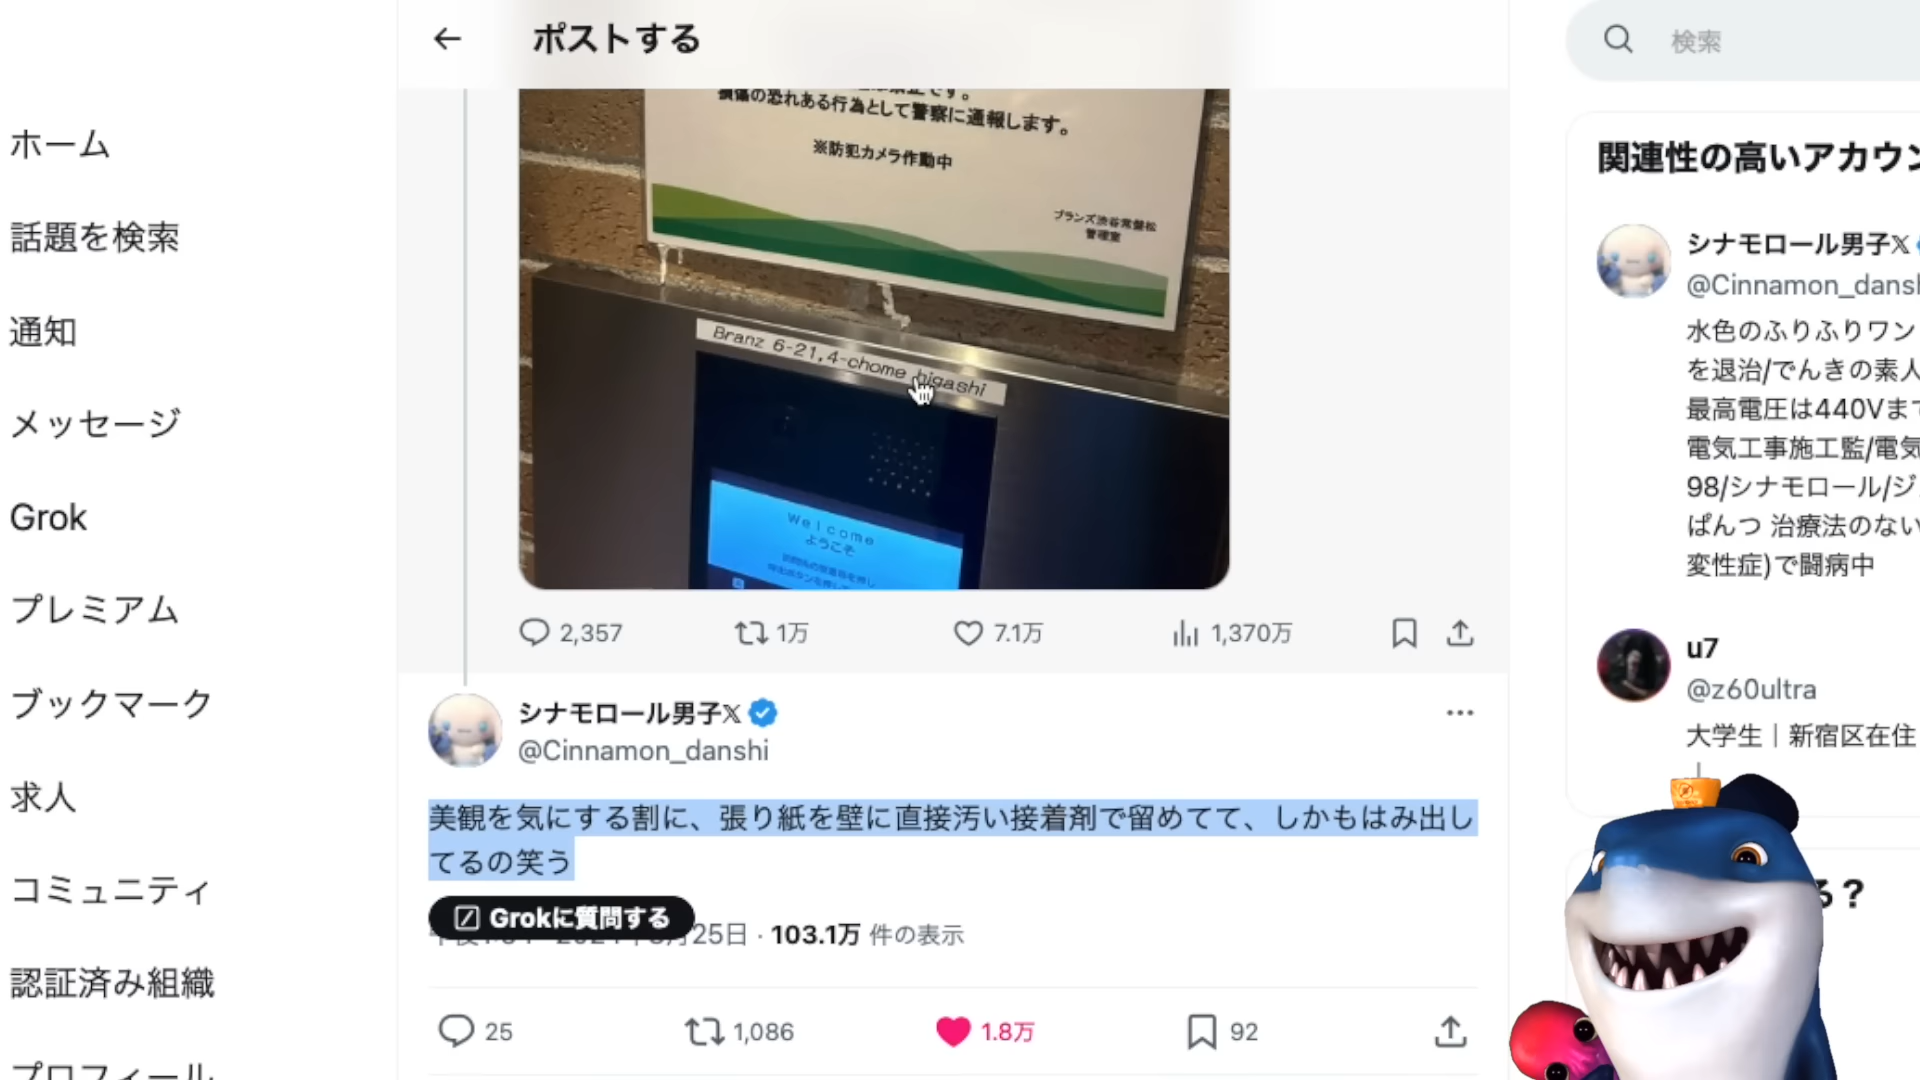 ポストする
検索
ホーム
話題を検索
通知
メッセージ
Grok
プレミアム
ブックマーク
求人
コミュニティ
認証済み組織
プロフィール
損傷の恐れある行為として警察に通報します。
※防犯カメラ作動中
ブランズ渋谷常盤松
管理室
Branz 6-21,4-chome higashi
Welcome
ようこそ
2,357
1万
7.1万
1,370万
シナモロール男子𝕏
@Cinnamon_danshi
美観を気にする割に、張り紙を壁に直接汚い接着剤で留めてて、しかもはみ出し
てるの笑う
Grokに質問する
25日 · 103.1万 件の表示
25
1,086
1.8万
92
関連性の高いアカウン
シナモロール男子𝕏
@Cinnamon_dansh
水色のふりふりワン
を退治/でんきの素人
最高電圧は440Vまで
電気工事施工監/電気
98/シナモロール/ジ
ぱんつ 治療法のない
変性症)で闘病中
u7
@z60ultra
大学生｜新宿区在住
る？